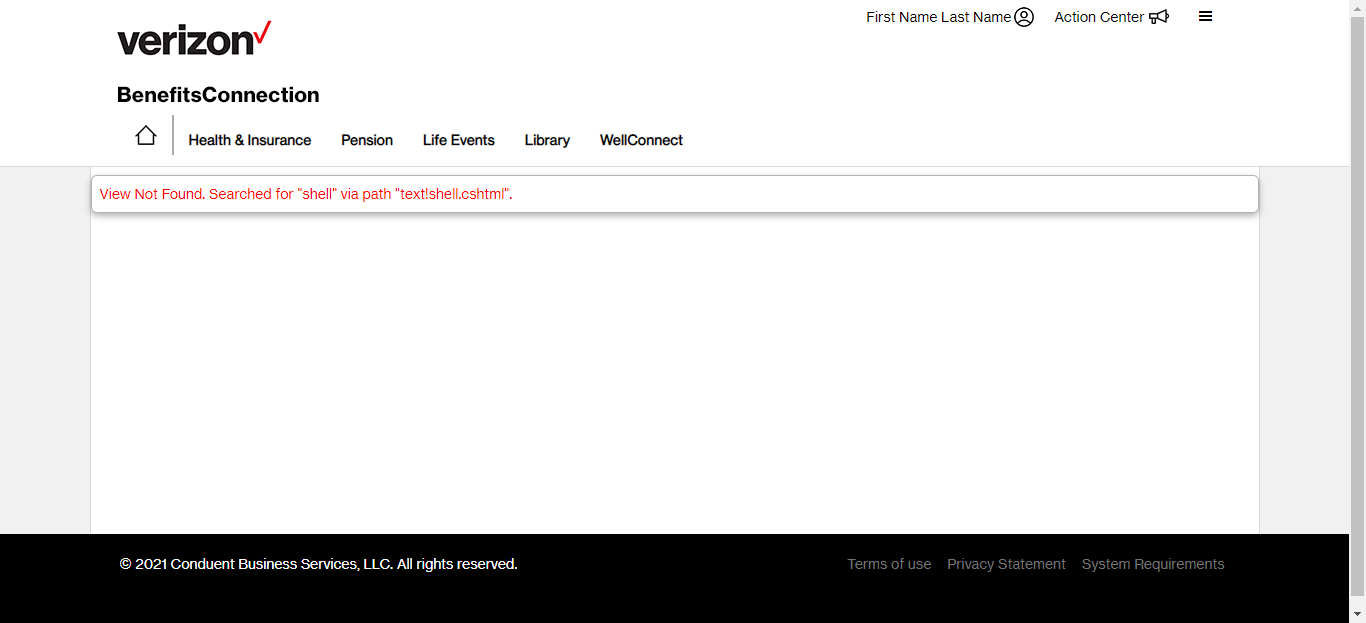 First Name Last Name
Action Center
verizon
BenefitsConnection
Health & Insurance
Pension
Life Events
Library
WellConnect
View Not Found. Searched for "shell" via path "text!shell.cshtml".
© 2021 Conduent Business Services, LLC. All rights reserved.
Terms of use
Privacy Statement
System Requirements